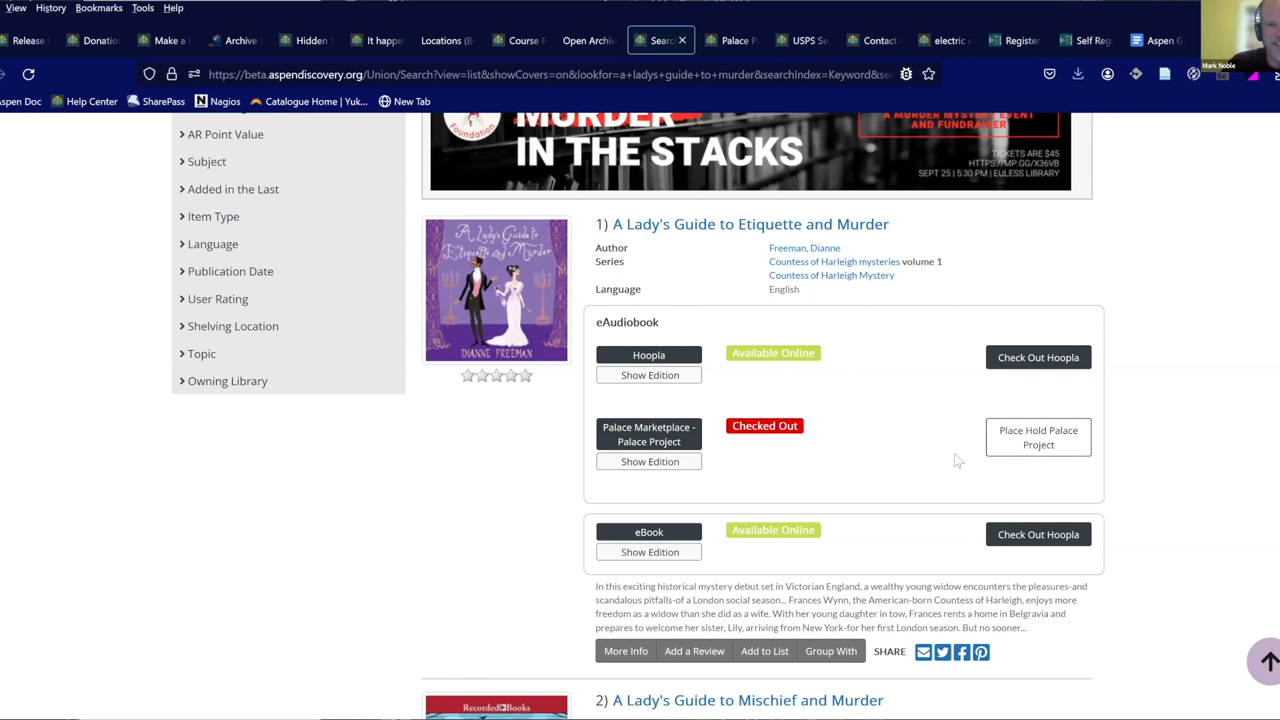 View History Bookmarks Tools Help
Release
Donatio
Make a L
Archive
Hidden
It happe
Locations (B
Course R
Open Archiv
Searc
Palace P
USPS Se
Contact
electric
Register
Self Reg
Aspen G
Mark Noble
https://beta.aspendiscovery.org/Union/Search?view=list&showCovers=on&lookfor=a+ladys+guide+to+murder&searchIndex=Keyword&se
Aspen Doc Help Center SharePass Nagios Catalogue Home | Yuk... New Tab
MURDER
IN THE STACKS
Foundation
A MURDER MYSTERY EVENT
AND FUNDRAISER
TICKETS ARE $45
HTTPS://MP.GG/X36VB
SEPT 25 | 5:30 PM | EULESS LIBRARY
AR Point Value
Subject
Added in the Last
Item Type
Language
Publication Date
User Rating
Shelving Location
Topic
Owning Library
A Lady's Guide to
Etiquette and Murder
DIANNE FREEMAN
1) A Lady's Guide to Etiquette and Murder
Author Freeman, Dianne
Series Countess of Harleigh mysteries volume 1
Countess of Harleigh Mystery
Language English
eAudiobook
Hoopla Available Online Check Out Hoopla
Show Edition
Palace Marketplace -
Palace Project
Checked Out
Place Hold Palace
Project
Show Edition
eBook Available Online Check Out Hoopla
Show Edition
In this exciting historical mystery debut set in Victorian England, a wealthy young widow encounters the pleasures-and
scandalous pitfalls-of a London social season... Frances Wynn, the American-born Countess of Harleigh, enjoys more
freedom as a widow than she did as a wife. With her young daughter in tow, Frances rents a home in Belgravia and
prepares to welcome her sister, Lily, arriving from New York-for her first London season. But no sooner...
More Info Add a Review Add to List Group With SHARE
Recorded Books
2) A Lady's Guide to Mischief and Murder